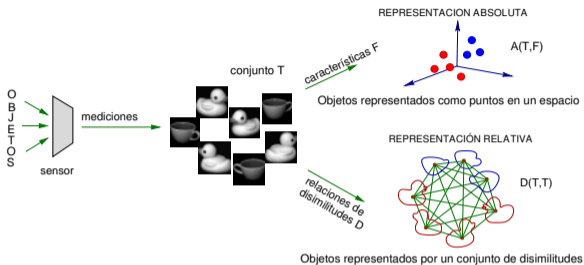 OBJETOS
sensor
mediciones
conjunto T
características F
relaciones de
disimilitudes D
REPRESENTACION ABSOLUTA
A(T,F)
Objetos representados como puntos en un espacio
REPRESENTACIÓN RELATIVA
D(T,T)
Objetos representados por un conjunto de disimilitudes